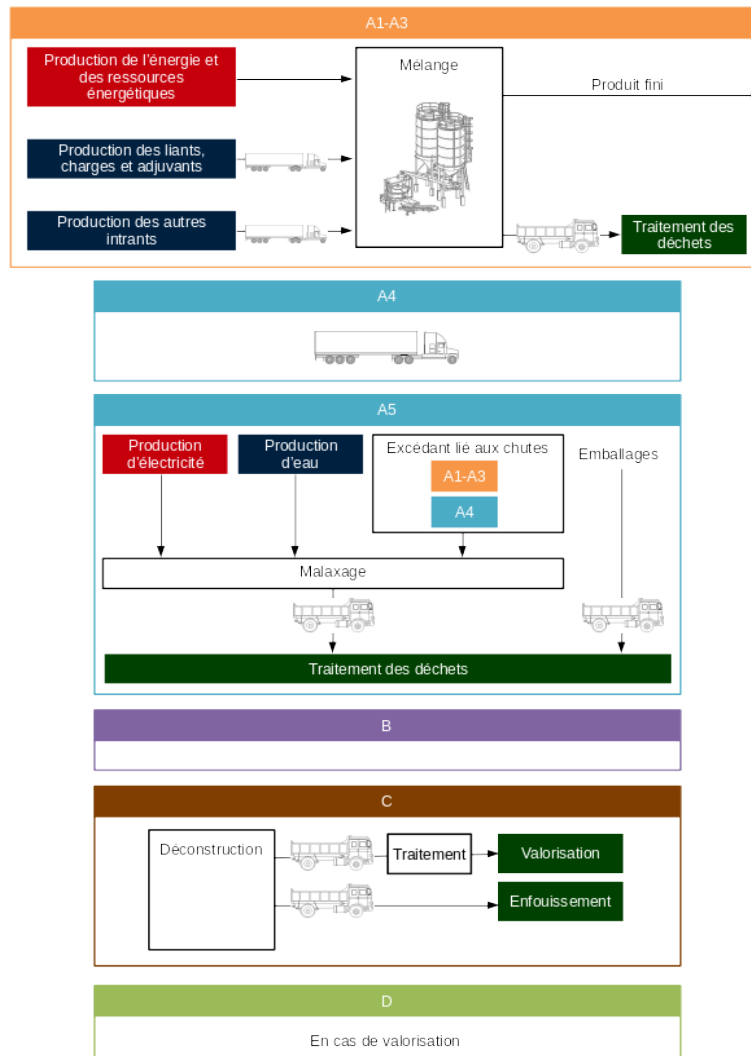 A1-A3
Production de l'énergie et
des ressources
énergétiques
Mélange
Produit fini
Production des liants,
charges et adjuvants
Production des autres
intrants
Traitement des
déchets
A4
A5
Production
d'électricité
Production
d'eau
Excédant lié aux chutes
A1-A3
A4
Emballages
Malaxage
Traitement des déchets
B
C
Déconstruction
Traitement
Valorisation
Enfouissement
D
En cas de valorisation